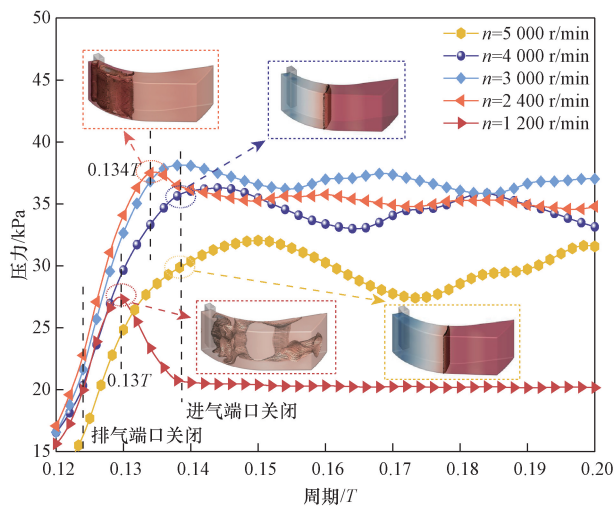 50
45
40
35
30
25
20
15
压力/kPa
n=5 000 r/min
n=4 000 r/min
n=3 000 r/min
n=2 400 r/min
n=1 200 r/min
0.134T
0.13T
进气端口关闭
排气端口关闭
0.12 0.13 0.14 0.15 0.16 0.17 0.18 0.19 0.20
周期/T